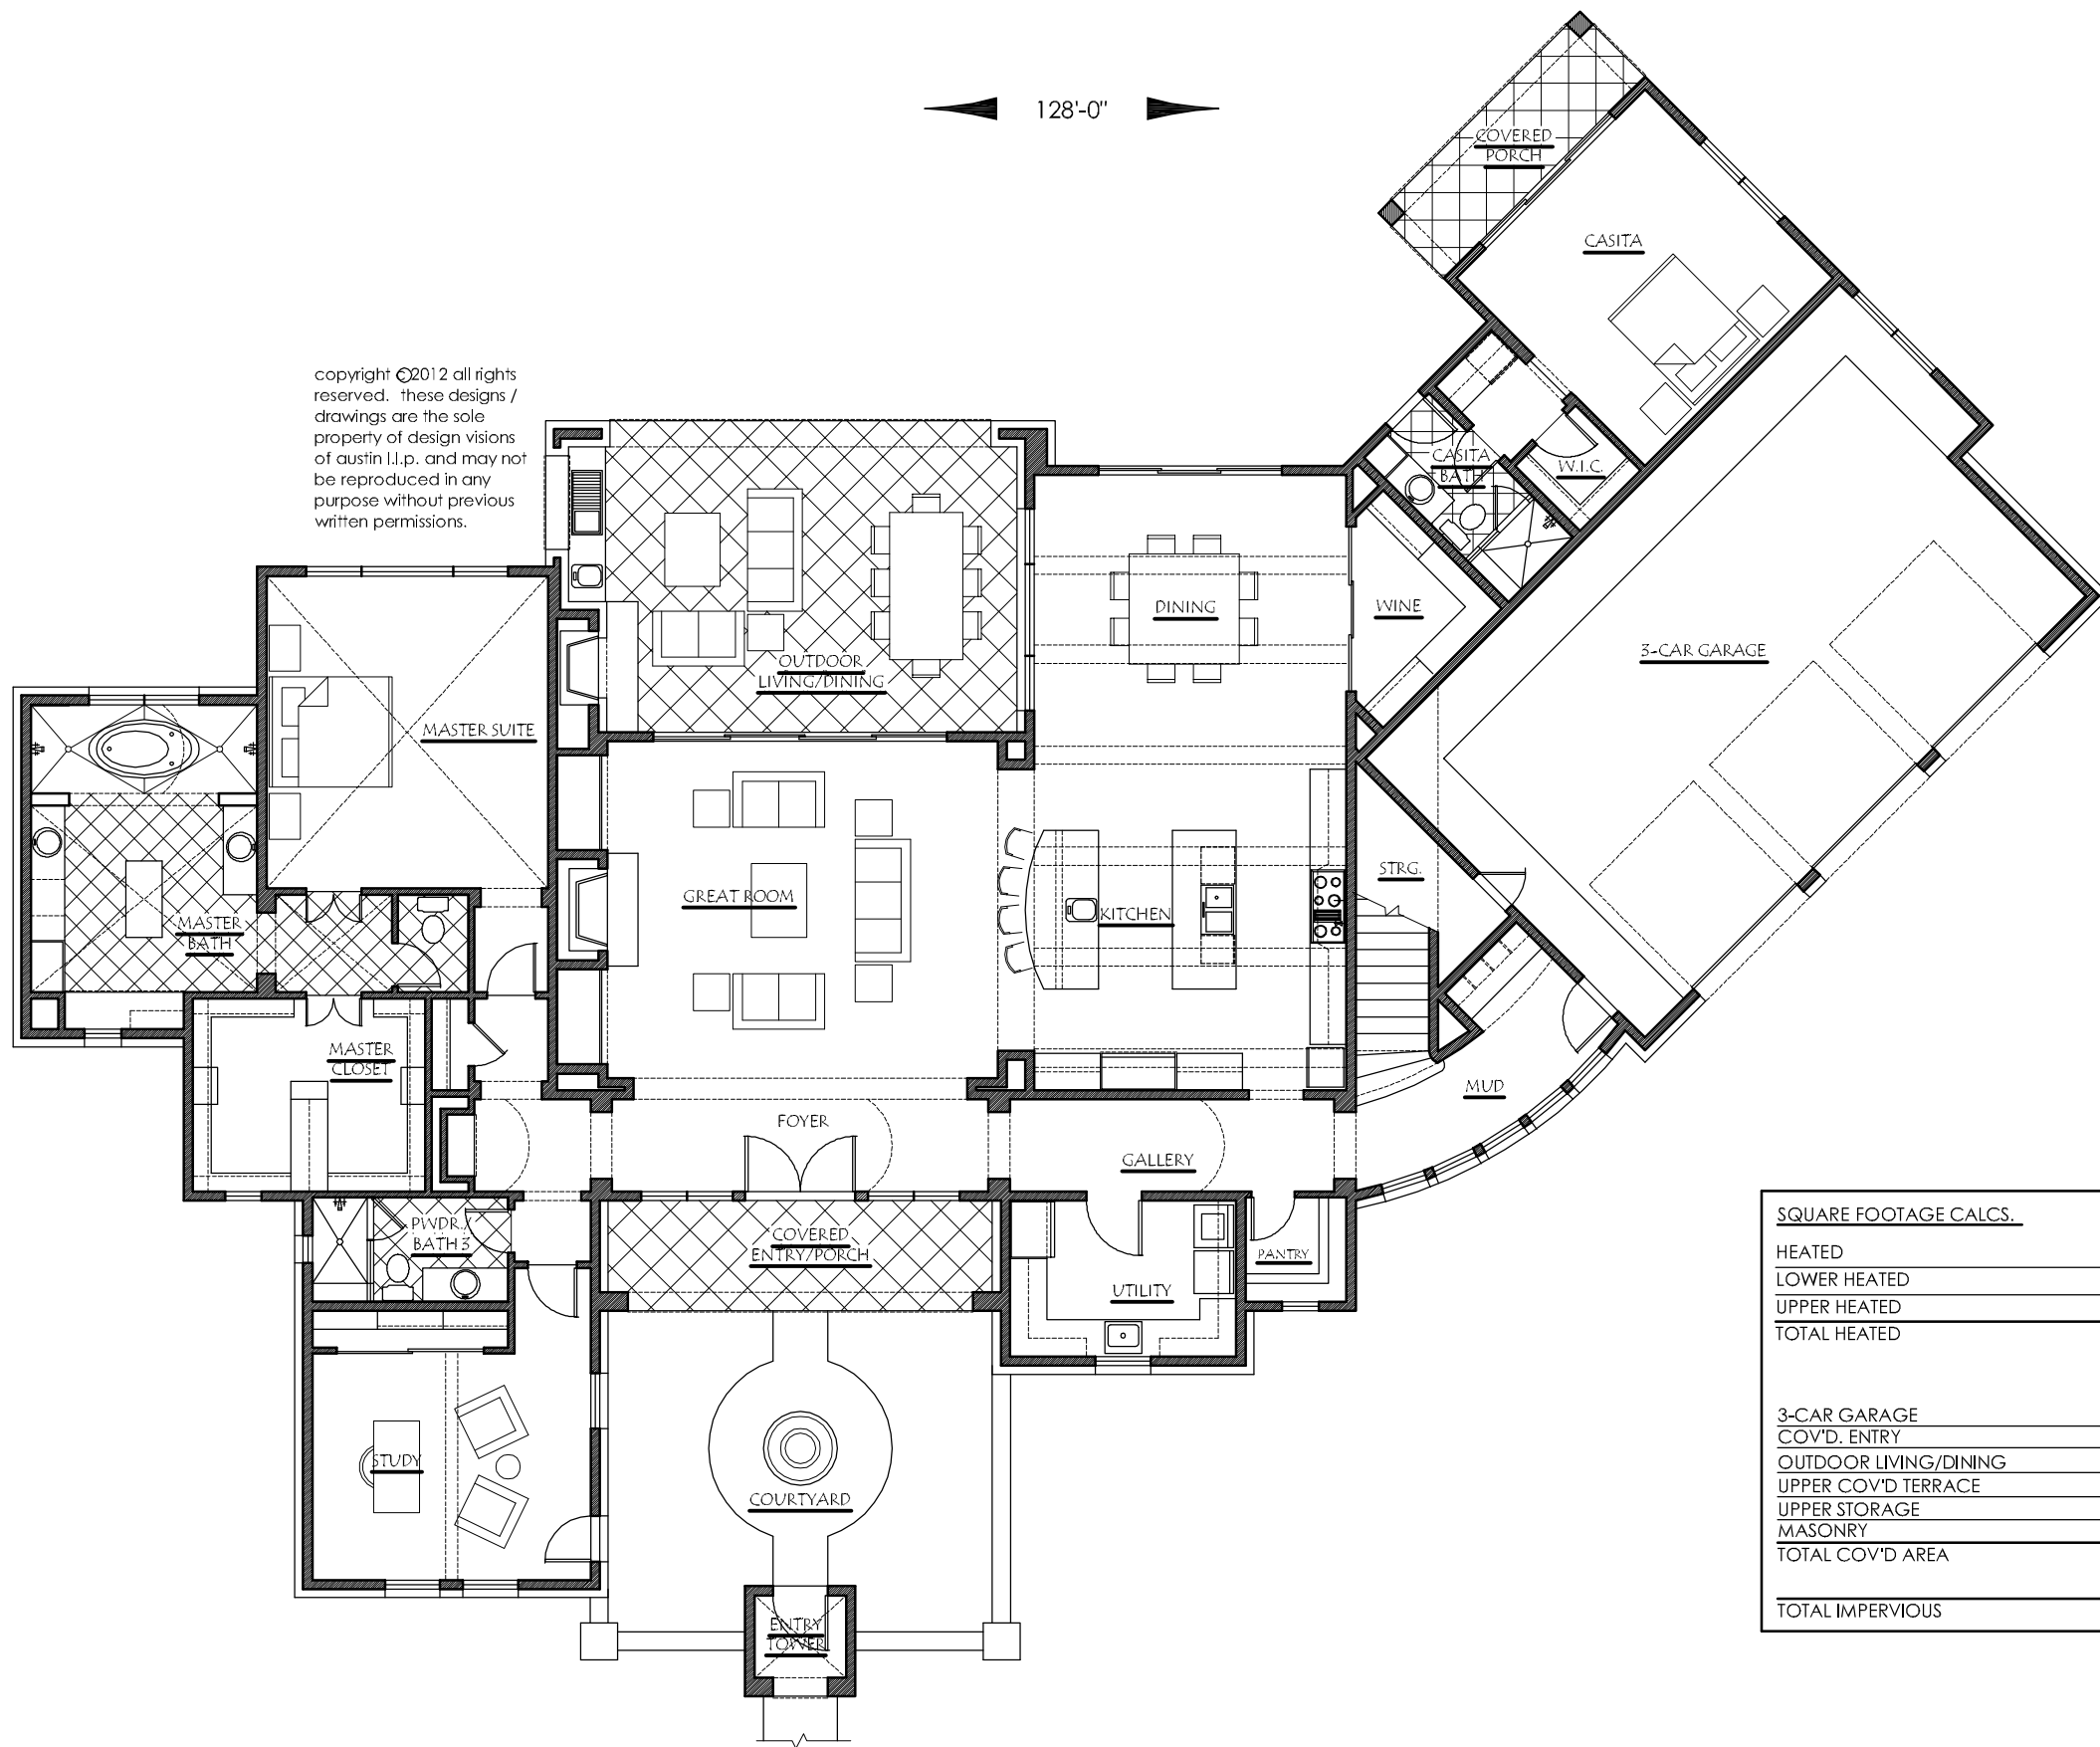 128'-0"
COVERED
PORCH
CASITA
copyright ©2012 all rights
reserved. these designs /
drawings are the sole
property of design visions
of austin l.l.p. and may not
be reproduced in any
purpose without previous
written permissions.
CASITA
BATH
W.I.C.
DINING
WINE
3-CAR GARAGE
OUTDOOR
LIVING/DINING
MASTER SUITE
STRG.
GREAT ROOM
KITCHEN
MASTER
BATH
MASTER
CLOSET
MUD
FOYER
GALLERY
PWDR./
BATH 3
COVERED
ENTRY/PORCH
PANTRY
UTILITY
STUDY
COURTYARD
ENTRY
TOWER
SQUARE FOOTAGE CALCS.
HEATED
LOWER HEATED
UPPER HEATED
TOTAL HEATED
3-CAR GARAGE
COV'D. ENTRY
OUTDOOR LIVING/DINING
UPPER COV'D TERRACE
UPPER STORAGE
MASONRY
TOTAL COV'D AREA
TOTAL IMPERVIOUS